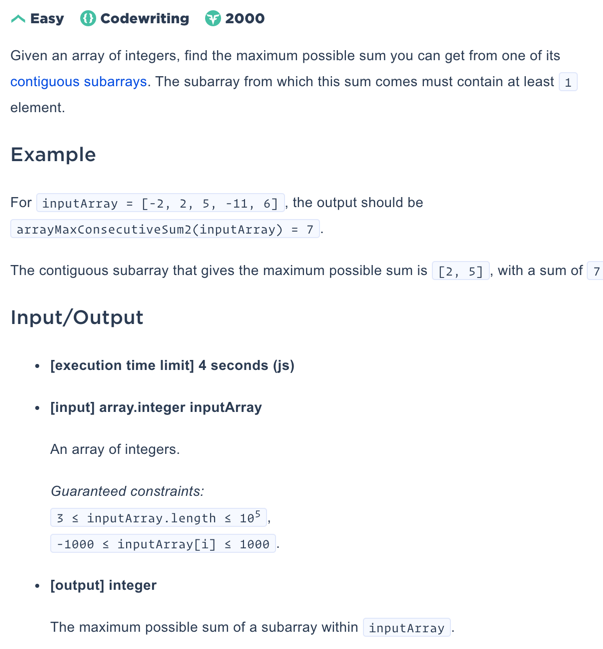 Easy Codewriting 2000
Given an array of integers, find the maximum possible sum you can get from one of its
contiguous subarrays. The subarray from which this sum comes must contain at least 1
element.
Example
For inputArray = [-2, 2, 5, -11, 6], the output should be
arrayMaxConsecutiveSum2(inputArray) = 7.
The contiguous subarray that gives the maximum possible sum is [2, 5], with a sum of 7
Input/Output
• [execution time limit] 4 seconds (js)
• [input] array.integer inputArray
An array of integers.
Guaranteed constraints:
3 ≤ inputArray.length ≤ 10⁵,
-1000 ≤ inputArray[i] ≤ 1000.
• [output] integer
The maximum possible sum of a subarray within inputArray.